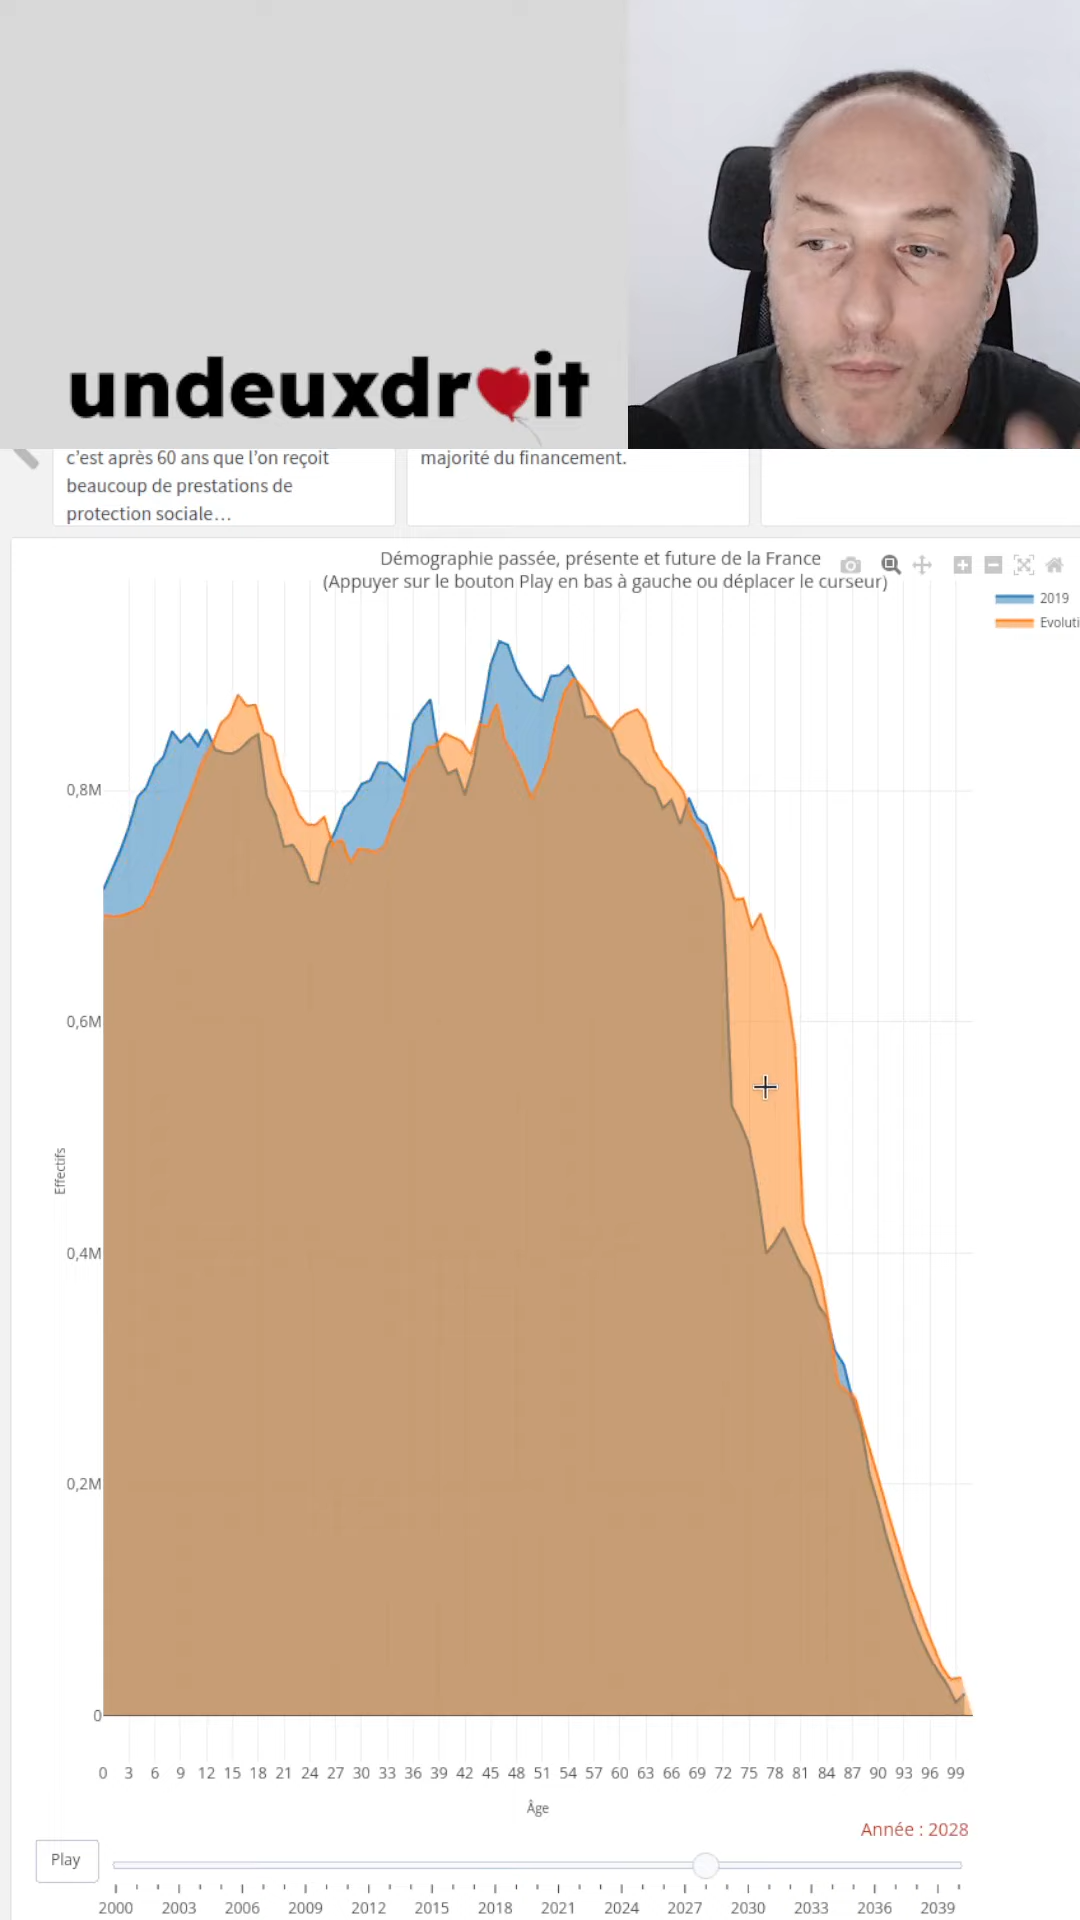 undeuxdroit
c'est après 60 ans que l'on reçoit
beaucoup de prestations de
protection sociale…
majorité du financement.
Démographie passée, présente et future de la France
(Appuyer sur le bouton Play en bas à gauche ou déplacer le curseur)
2019
Evoluti
0,8M
0,6M
0,4M
0,2M
0
Effectifs
0 3 6 9 12 15 18 21 24 27 30 33 36 39 42 45 48 51 54 57 60 63 66 69 72 75 78 81 84 87 90 93 96 99
Âge
Année : 2028
Play
2000 2003 2006 2009 2012 2015 2018 2021 2024 2027 2030 2033 2036 2039